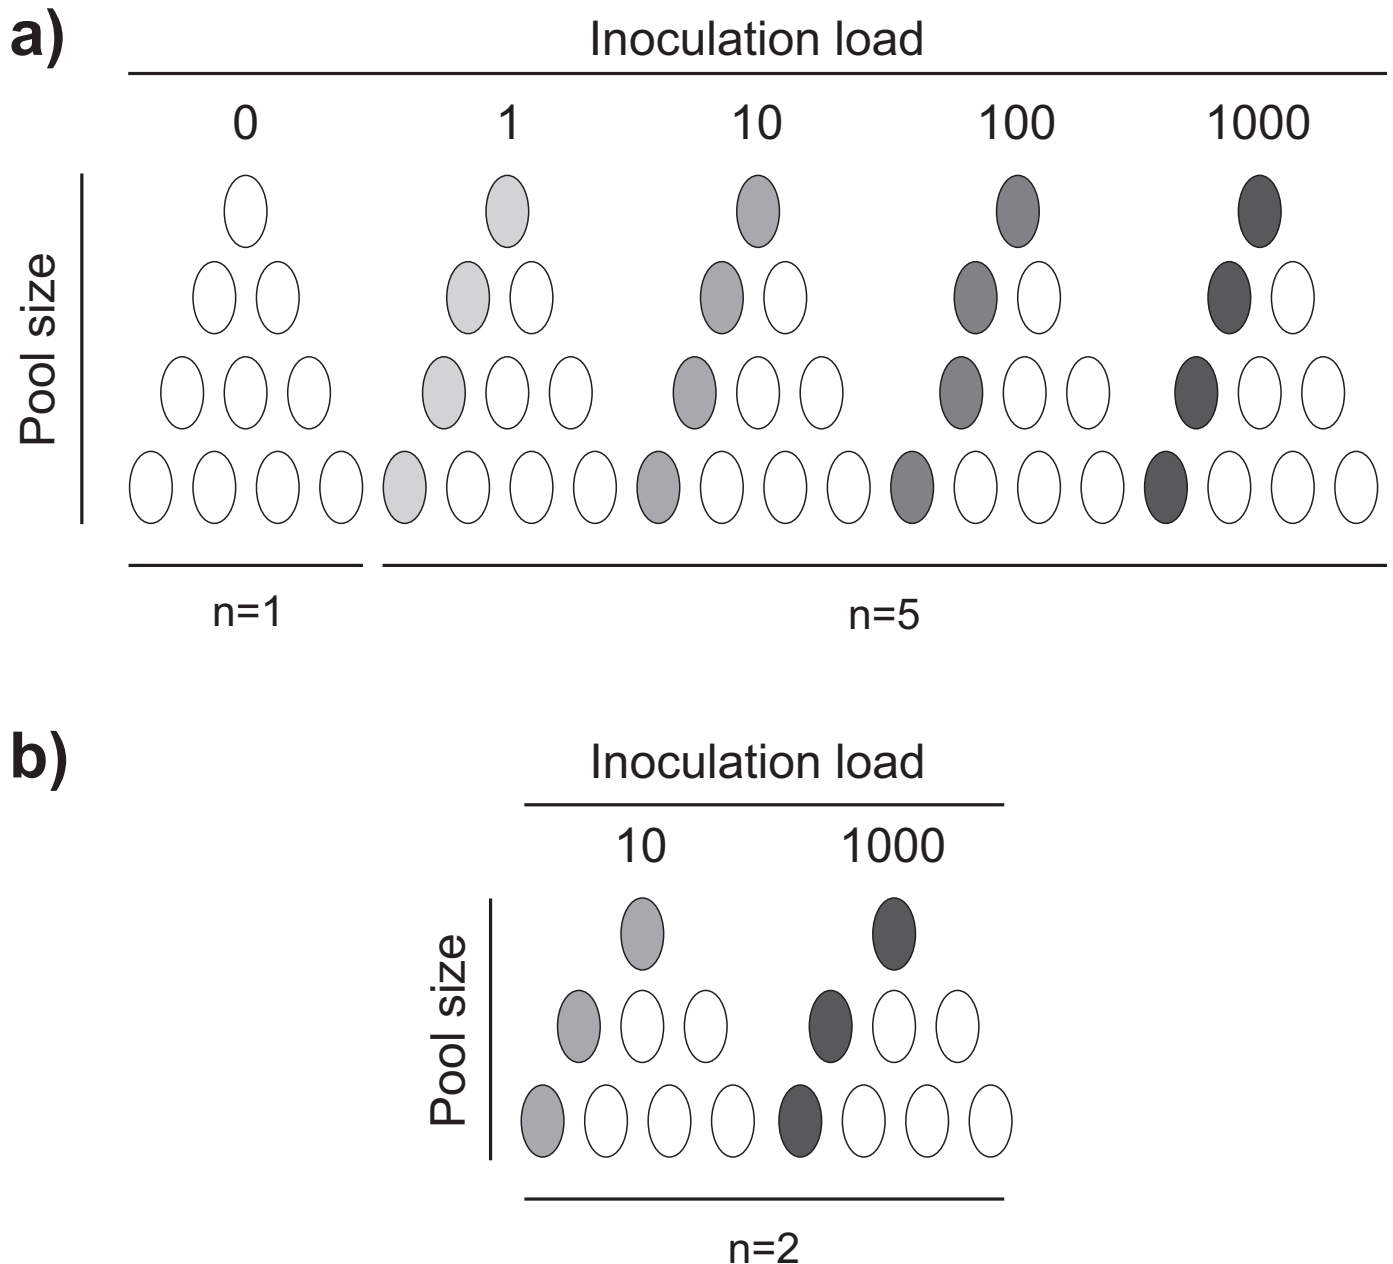 a)
Inoculation load
0 1 10 100 1000
Pool size
n=1 n=5
b)
Inoculation load
10 1000
Pool size
n=2